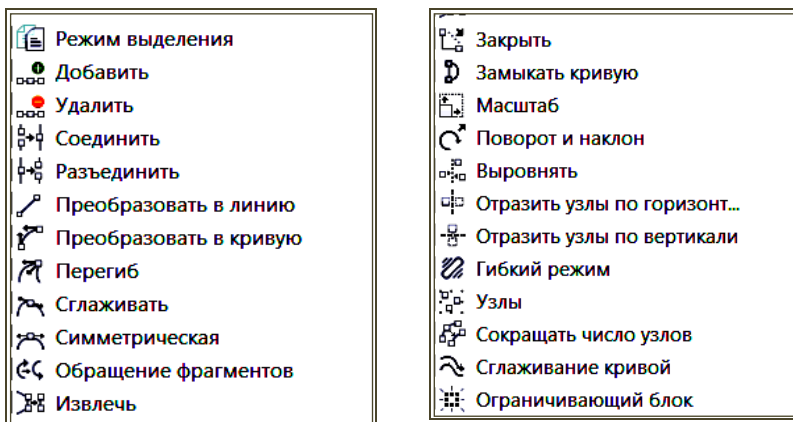 Режим выделения
Добавить
Удалить
Соединить
Разъединить
Преобразовать в линию
Преобразовать в кривую
Перегиб
Сглаживать
Симметрическая
Обращение фрагментов
Извлечь
Закрыть
Замыкать кривую
Масштаб
Поворот и наклон
Выровнять
Отразить узлы по горизонт...
Отразить узлы по вертикали
Гибкий режим
Узлы
Сокращать число узлов
Сглаживание кривой
Ограничивающий блок